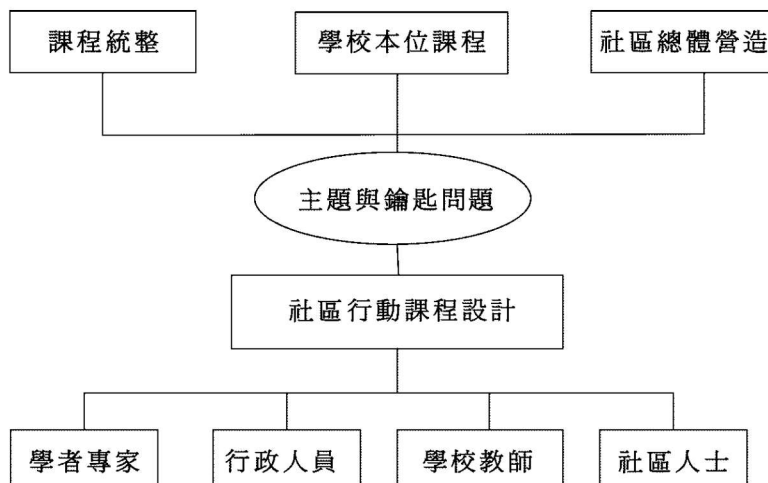 課程統整
學校本位課程
社區總體營造
主題與鑰匙問題
社區行動課程設計
學者專家
行政人員
學校教師
社區人士